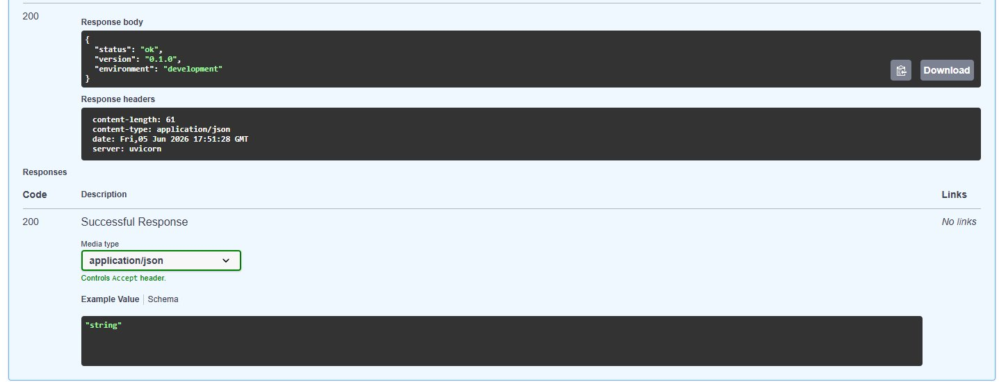 200
Response body
{
  "status": "ok",
  "version": "0.1.0",
  "environment": "development"
}
Download
Response headers
content-length: 61
content-type: application/json
date: Fri,05 Jun 2026 17:51:28 GMT
server: uvicorn
Responses
Code Description Links
200 Successful Response No links
Media type
application/json
Controls Accept header.
Example Value Schema
"string"